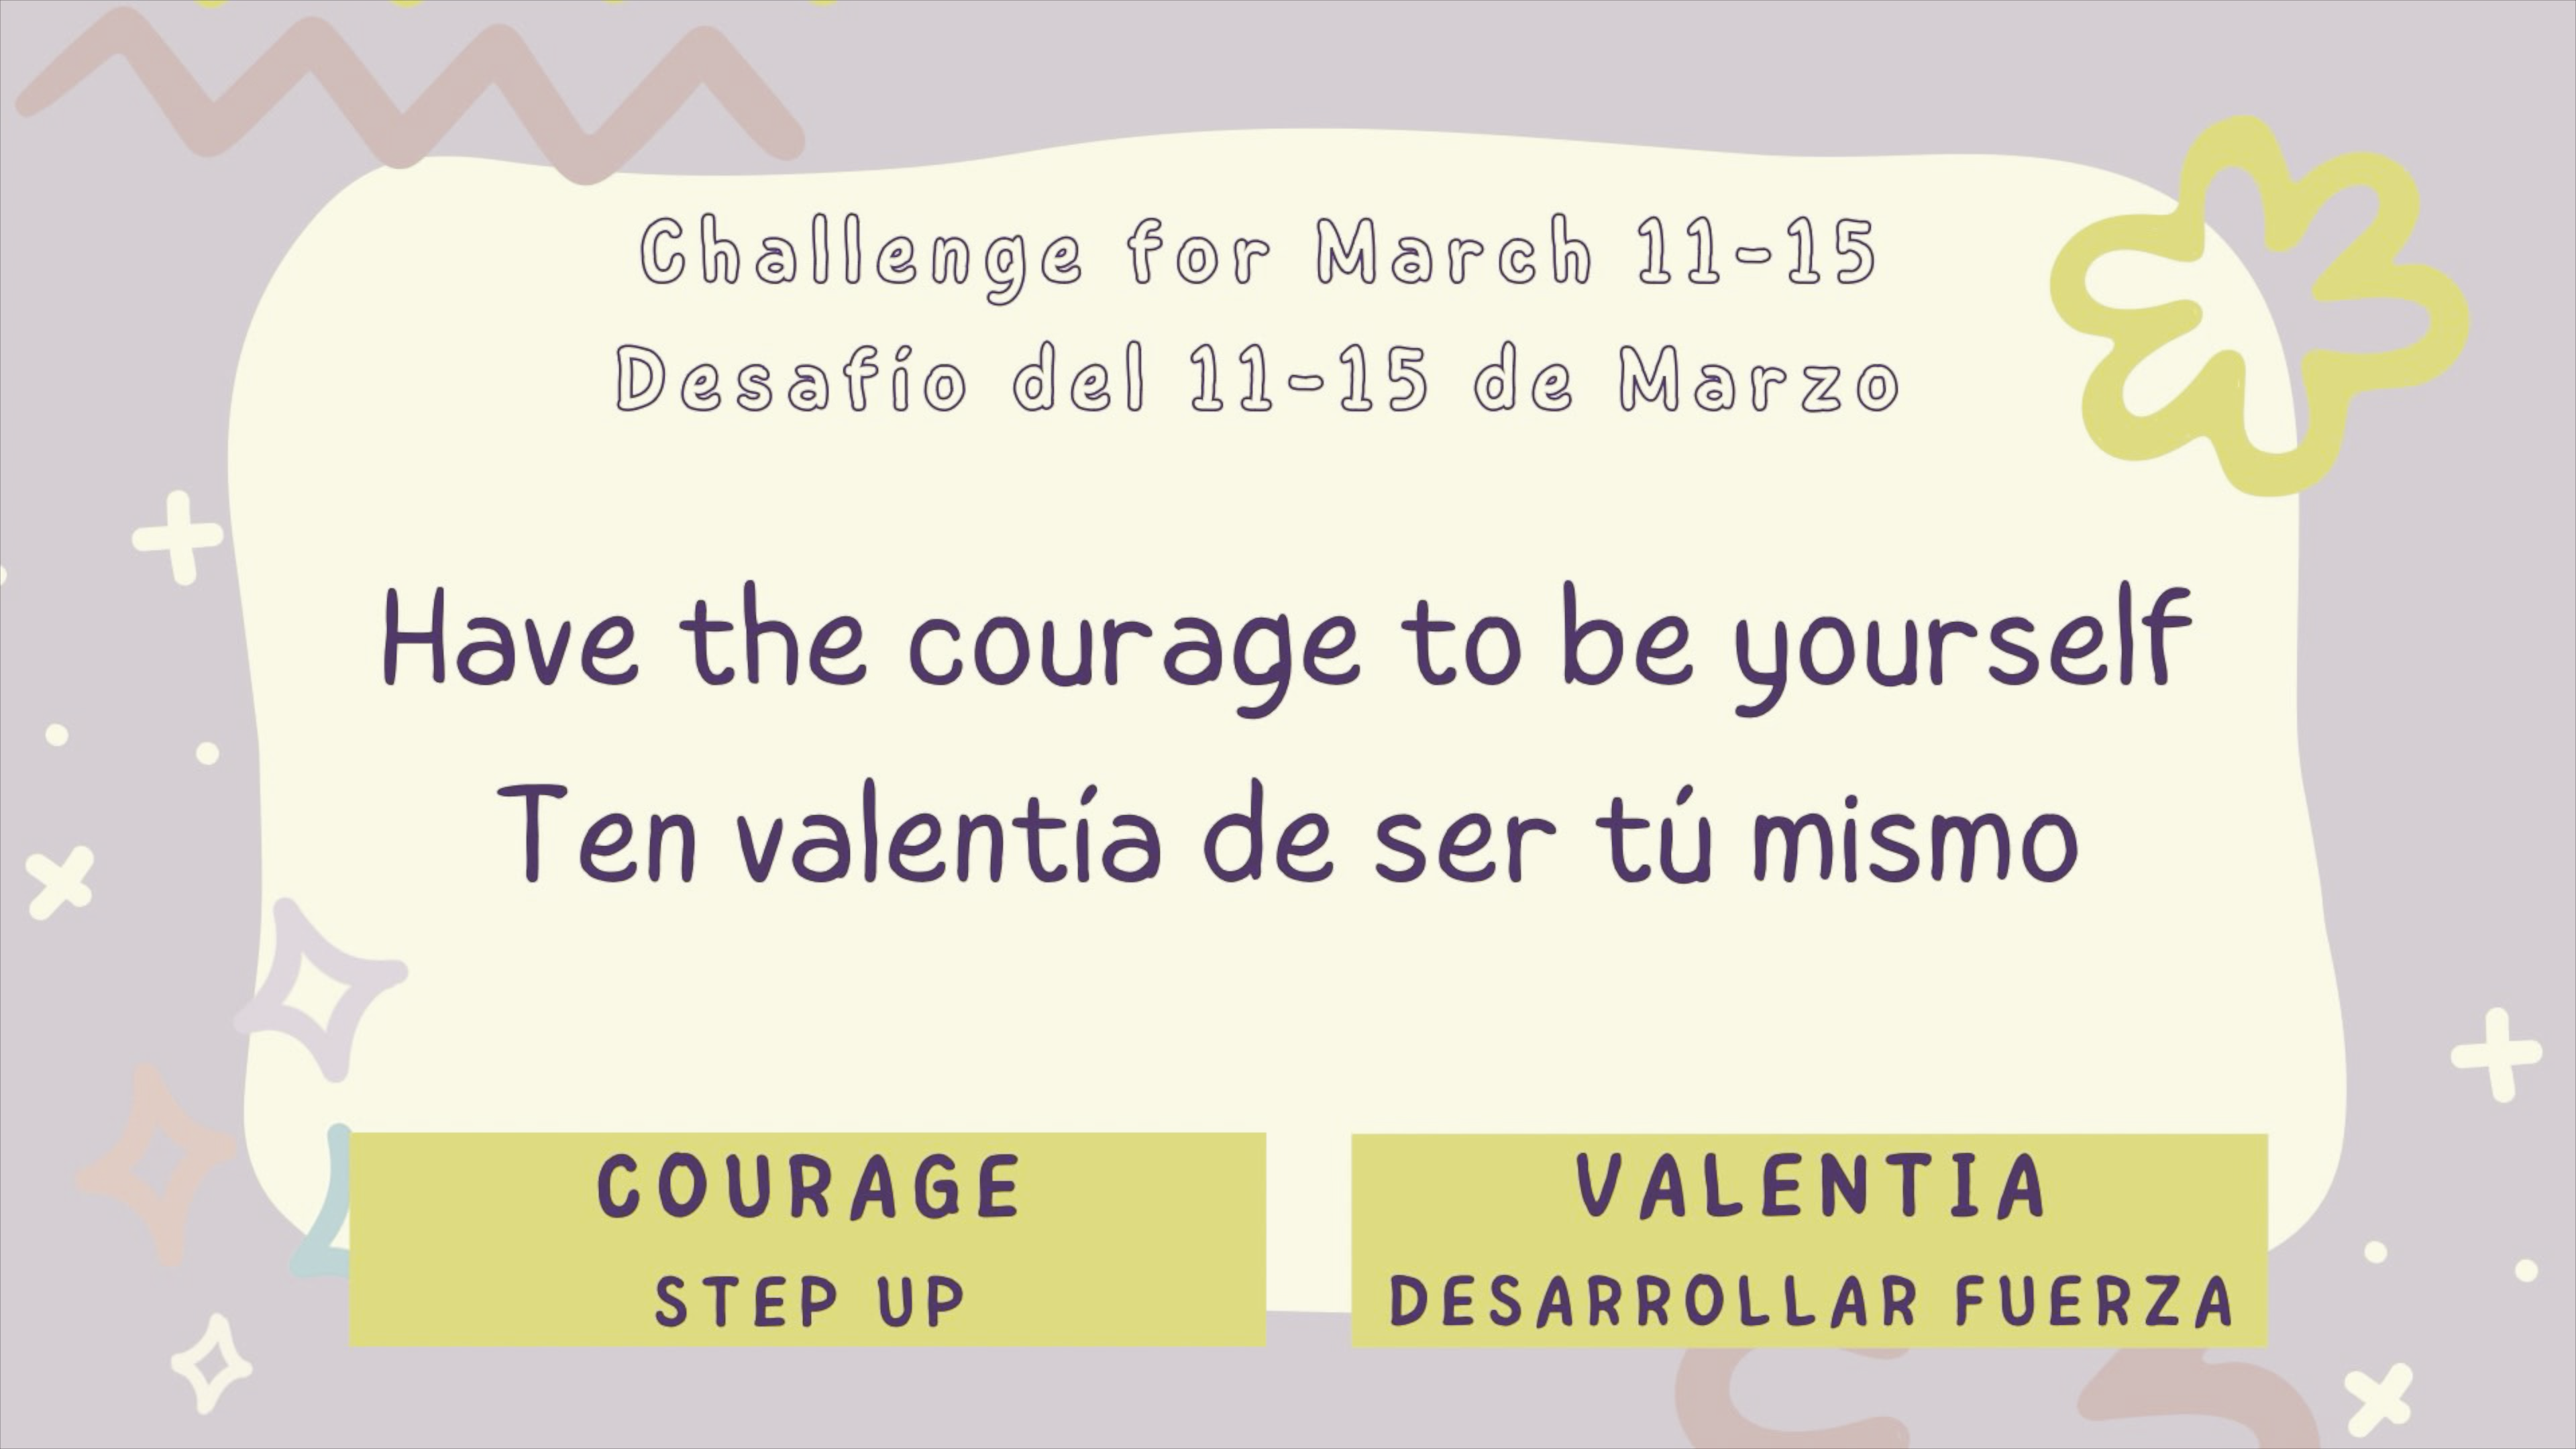 Challenge for March 11-15
Desafío del 11-15 de Marzo
Have the courage to be yourself
Ten valentía de ser tú mismo
COURAGE
STEP UP
VALENTIA
DESARROLLAR FUERZA